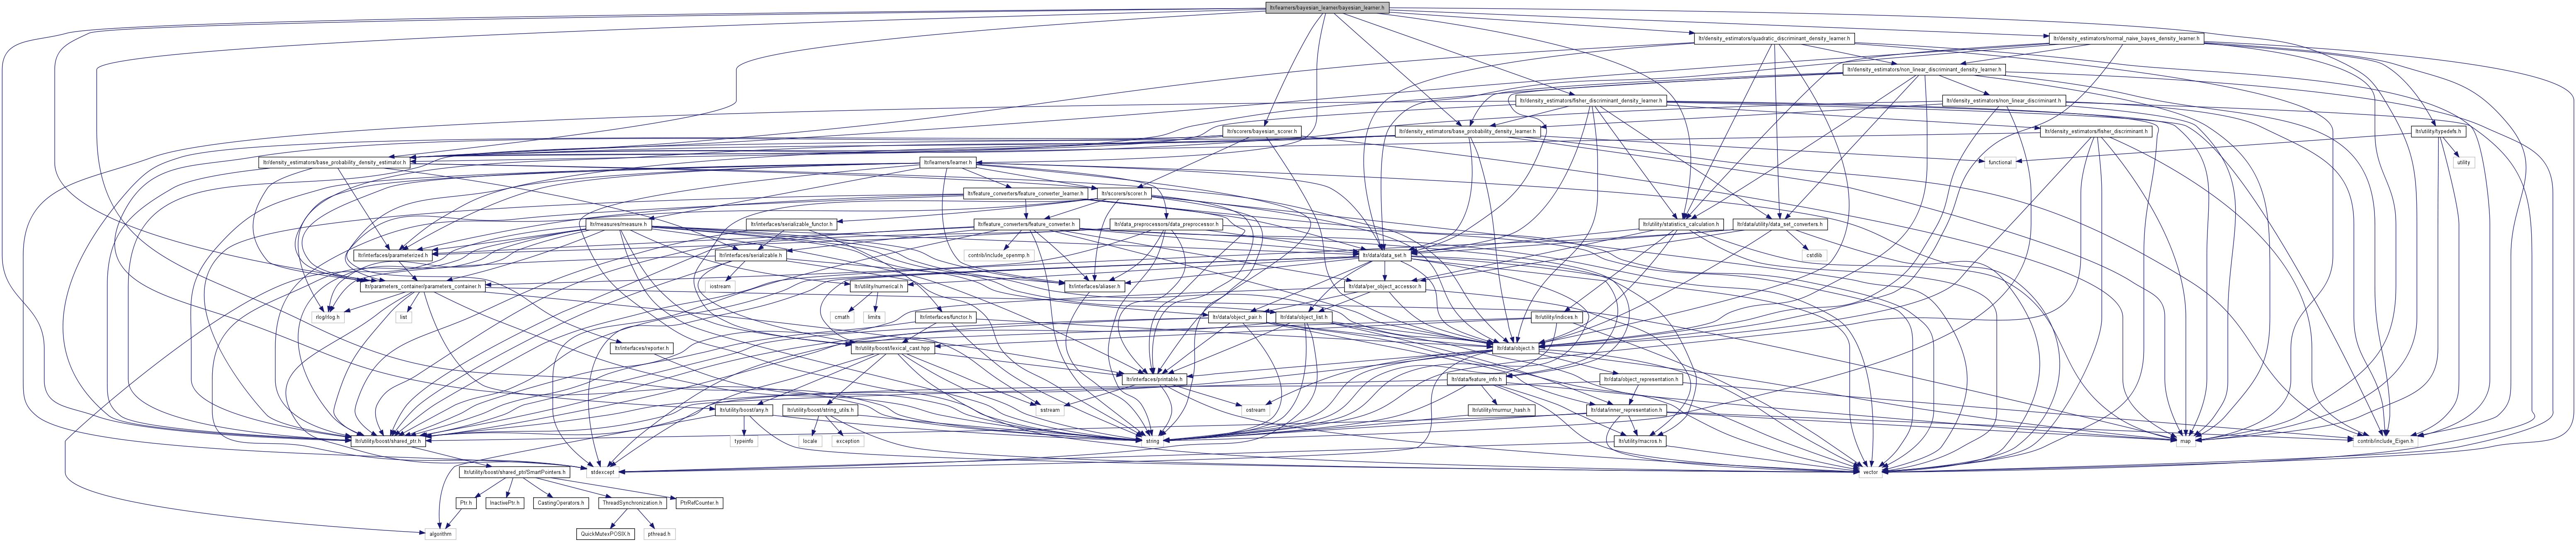 ltr/learners/bayesian_learner/bayesian_learner.h
ltr/density_estimators/quadratic_discriminant_density_learner.h
ltr/density_estimators/normal_naive_bayes_density_learner.h
ltr/density_estimators/non_linear_discriminant_density_learner.h
ltr/density_estimators/fisher_discriminant_density_learner.h
ltr/density_estimators/non_linear_discriminant.h
ltr/scorers/bayesian_scorer.h
ltr/density_estimators/base_probability_density_learner.h
ltr/density_estimators/fisher_discriminant.h
ltr/utility/typedefs.h
ltr/density_estimators/base_probability_density_estimator.h
ltr/learners/learner.h
functional
utility
ltr/feature_converters/feature_converter_learner.h
ltr/scorers/scorer.h
ltr/measures/measure.h
ltr/interfaces/serializable_functor.h
ltr/feature_converters/feature_converter.h
ltr/data_preprocessors/data_preprocessor.h
ltr/utility/statistics_calculation.h
ltr/data/utility/data_set_converters.h
ltr/interfaces/parameterized.h
ltr/interfaces/serializable.h
contrib/include_openmp.h
ltr/data/data_set.h
cstdlib
ltr/parameters_container/parameters_container.h
iostream
ltr/utility/numerical.h
ltr/interfaces/aliaser.h
ltr/data/per_object_accessor.h
rlog/rlog.h
list
cmath
limits
ltr/interfaces/functor.h
ltr/data/object_pair.h
ltr/data/object_list.h
ltr/utility/indices.h
ltr/interfaces/reporter.h
ltr/utility/boost/lexical_cast.hpp
ltr/data/object.h
ltr/interfaces/printable.h
ltr/data/feature_info.h
ltr/data/object_representation.h
ltr/utility/boost/any.h
ltr/utility/boost/string_utils.h
sstream
ostream
ltr/utility/murmur_hash.h
ltr/data/inner_representation.h
ltr/utility/boost/shared_ptr.h
typeinfo
locale
exception
string
ltr/utility/macros.h
map
contrib/include_Eigen.h
ltr/utility/boost/shared_ptr/SmartPointers.h
stdexcept
vector
Ptr.h
InactivePtr.h
CastingOperators.h
ThreadSynchronization.h
PtrRefCounter.h
algorithm
QuickMutexPOSIX.h
pthread.h